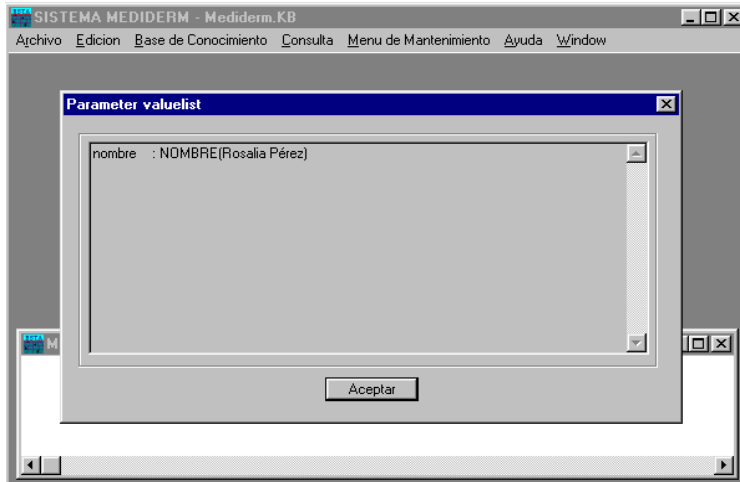 SISTEMA MEDIDERM - Mediderm.KB
Archivo Edicion Base de Conocimiento Consulta Menu de Mantenimiento Ayuda Window
Parameter valuelist
nombre : NOMBRE(Rosalia Pérez)
M
Aceptar